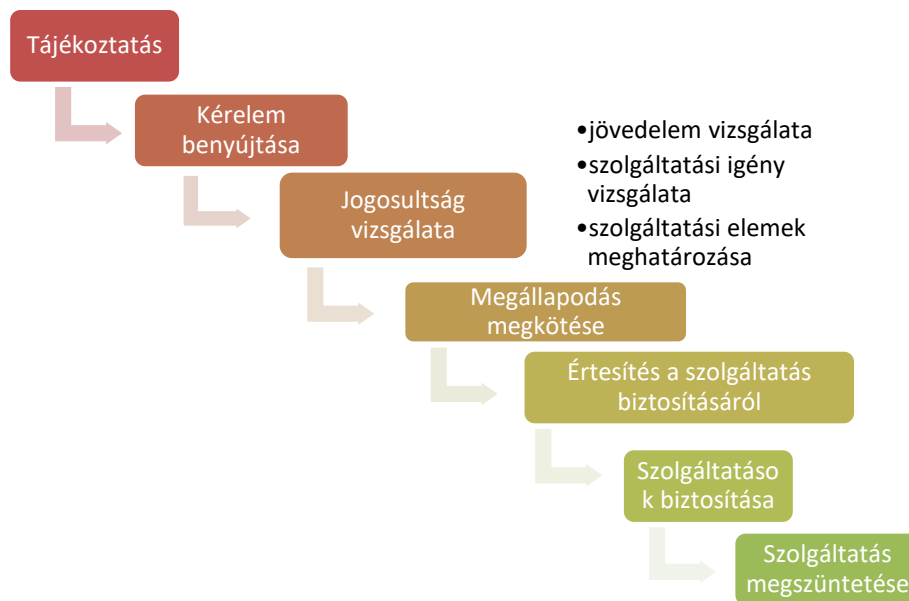 Tájékoztatás
Kérelem
benyújtása
Jogosultság
vizsgálata
•jövedelem vizsgálata
•szolgáltatási igény
vizsgálata
•szolgáltatási elemek
meghatározása
Megállapodás
megkötése
Értesítés a szolgáltatás
biztosításáról
Szolgáltatáso
k biztosítása
Szolgáltatás
megszüntetése